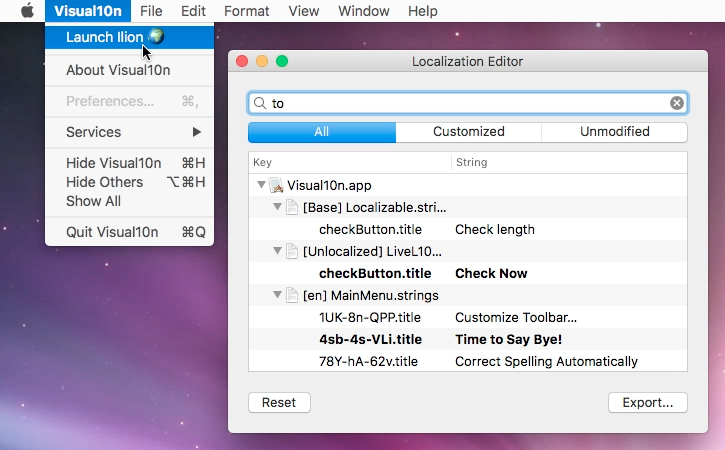 Visual10n File Edit Format View Window Help
Launch Ilion
About Visual10n
Preferences... ⌘,
Services
Hide Visual10n ⌘H
Hide Others ⌥⌘H
Show All
Quit Visual10n ⌘Q
Localization Editor
to
All Customized Unmodified
Key String
Visual10n.app
[Base] Localizable.stri...
checkButton.title Check length
[Unlocalized] LiveL10...
checkButton.title Check Now
[en] MainMenu.strings
1UK-8n-QPP.title Customize Toolbar...
4sb-4s-VLi.title Time to Say Bye!
78Y-hA-62v.title Correct Spelling Automatically
Reset Export...